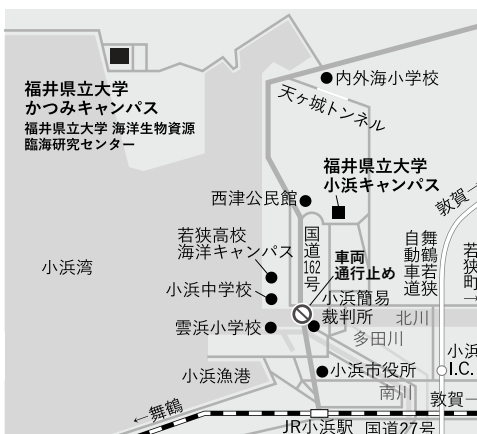 内外海小学校
天ヶ城トンネル
福井県立大学
かつみキャンパス
福井県立大学 海洋生物資源
臨海研究センター
福井県立大学
小浜キャンパス
敦賀→
西津公民館
国道162号
舞鶴若狭
自動車道
若狭町→
若狭高校
海洋キャンパス
車両
通行止め
小浜湾
小浜中学校
小浜簡易
裁判所
北川
雲浜小学校
多田川
小浜
I.C.
小浜漁港
小浜市役所
南川
敦賀→
←舞鶴
JR小浜駅
国道27号